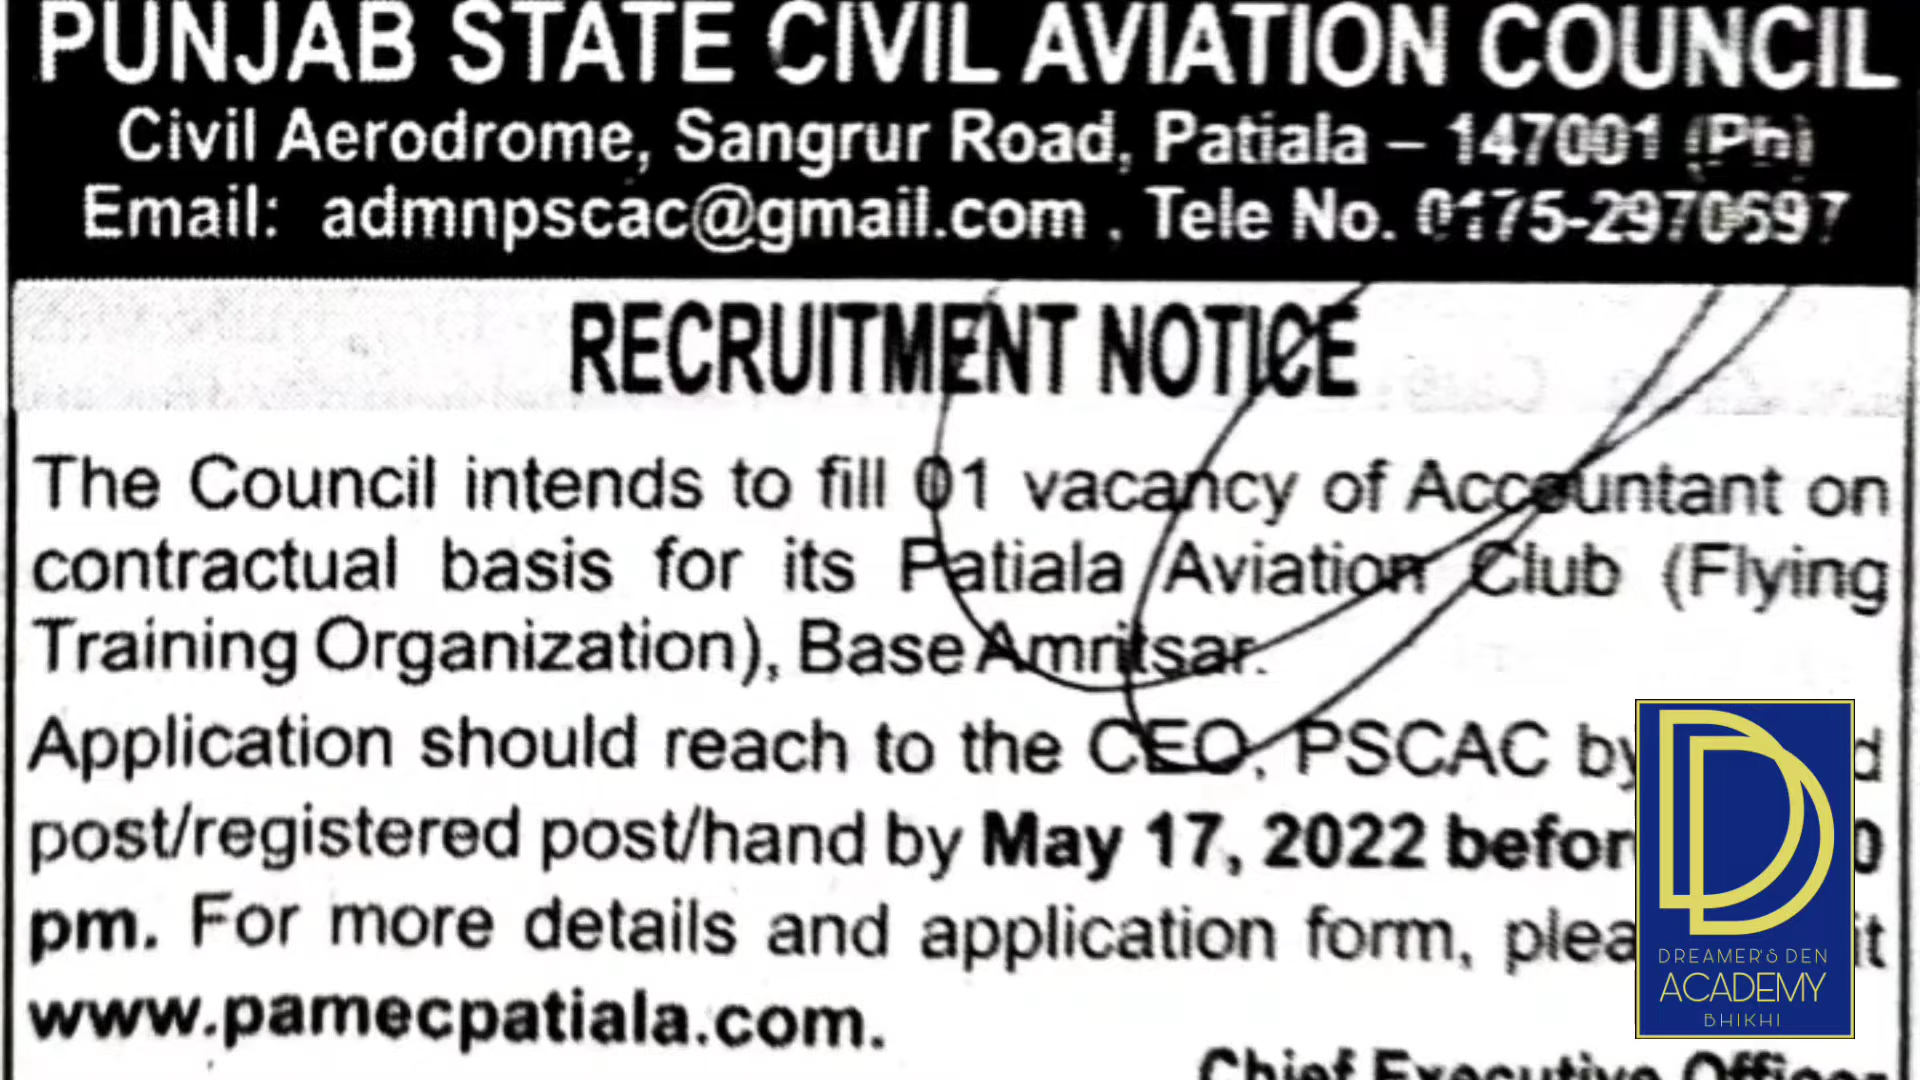 PUNJAB STATE CIVIL AVIATION COUNCIL
Civil Aerodrome, Sangrur Road, Patiala – 147001 (Pb)
Email: admnpscac@gmail.com , Tele No. 0175-2970697
RECRUITMENT NOTICE
The Council intends to fill 01 vacancy of Accountant on
contractual basis for its Patiala Aviation Club (Flying
Training Organization), Base Amritsar.
Application should reach to the CEO, PSCAC by
post/registered post/hand by May 17, 2022
pm. For more details and application form,
www.pamecpatiala.com.
Chief Executive Officer
DREAMER'S DEN
ACADEMY
BHIKHI